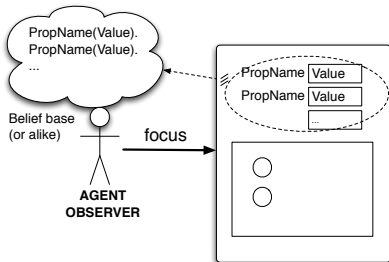 PropName(Value).
PropName(Value).
...
Belief base
(or alike)
AGENT
OBSERVER
focus
PropName Value
PropName Value
...